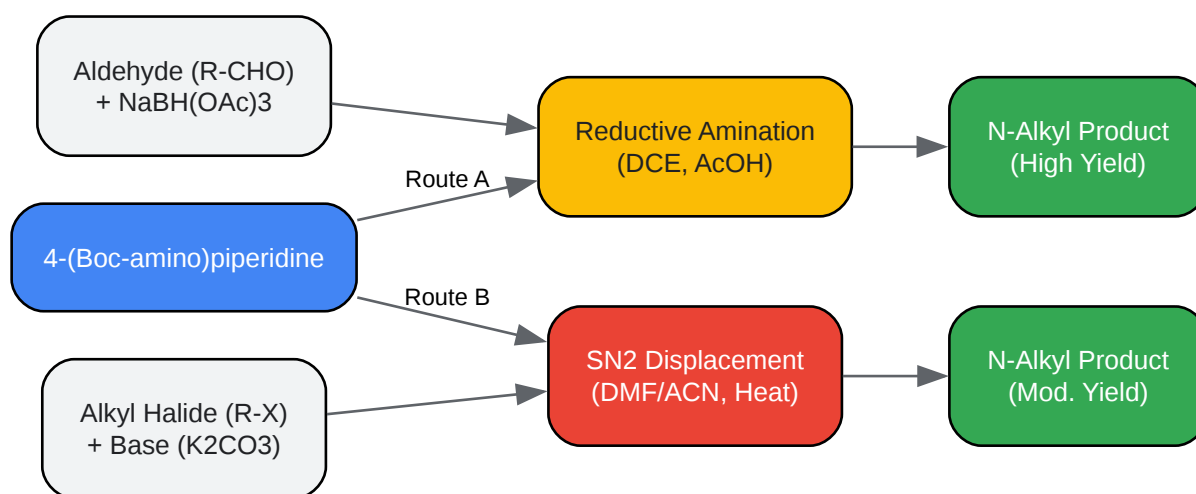 Aldehyde (R-CHO)
+ NaBH(OAc)3
Reductive Amination
(DCE, AcOH)
N-Alkyl Product
(High Yield)
Route A
4-(Boc-amino)piperidine
Route B
SN2 Displacement
(DMF/ACN, Heat)
N-Alkyl Product
(Mod. Yield)
Alkyl Halide (R-X)
+ Base (K2CO3)